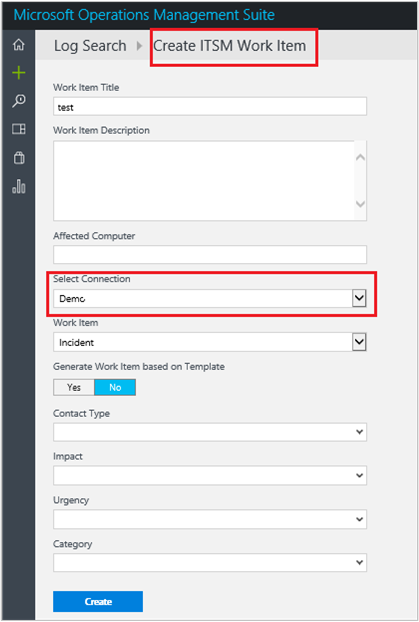 Microsoft Operations Management Suite
Log Search Create ITSM Work Item
Work Item Title
test
Work Item Description
Affected Computer
Select Connection
Demo
Work Item
Incident
Generate Work Item based on Template
Yes No
Contact Type
Impact
Urgency
Category
Create